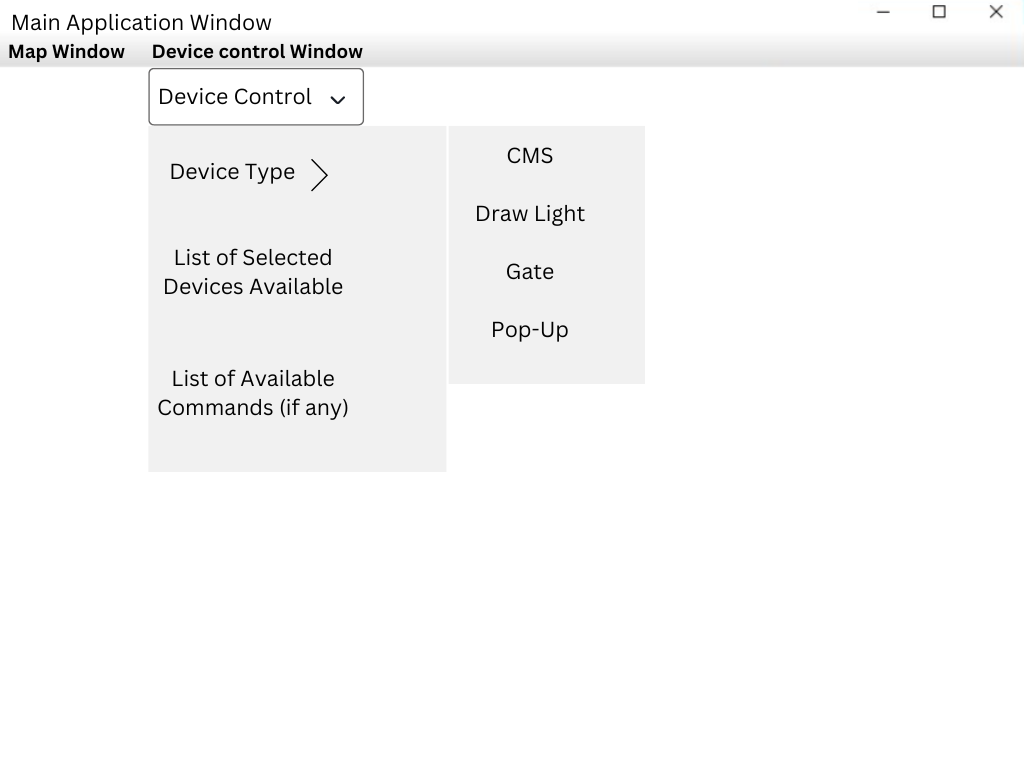 Main Application Window
Map Window
Device control Window
Device Control
Device Type
List of Selected
Devices Available
List of Available
Commands (if any)
CMS
Draw Light
Gate
Pop-Up